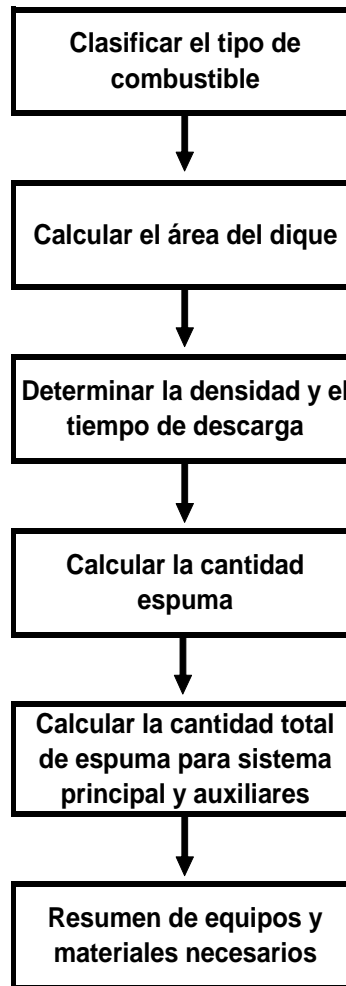 Clasificar el tipo de
combustible
Calcular el área del dique
Determinar la densidad y el
tiempo de descarga
Calcular la cantidad
espuma
Calcular la cantidad total
de espuma para sistema
principal y auxiliares
Resumen de equipos y
materiales necesarios